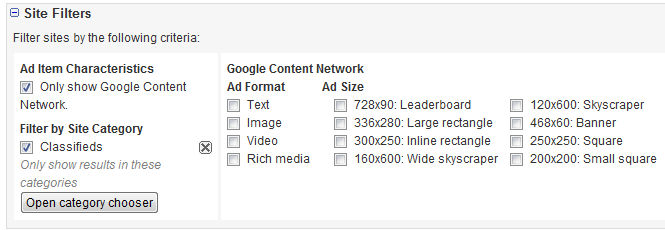 Site Filters
Filter sites by the following criteria:
Ad Item Characteristics
Only show Google Content
Network.
Filter by Site Category
Classifieds
Only show results in these
categories
Open category chooser
Google Content Network
Ad Format
Text
Image
Video
Rich media
Ad Size
728x90: Leaderboard
336x280: Large rectangle
300x250: Inline rectangle
160x600: Wide skyscraper
120x600: Skyscraper
468x60: Banner
250x250: Square
200x200: Small square